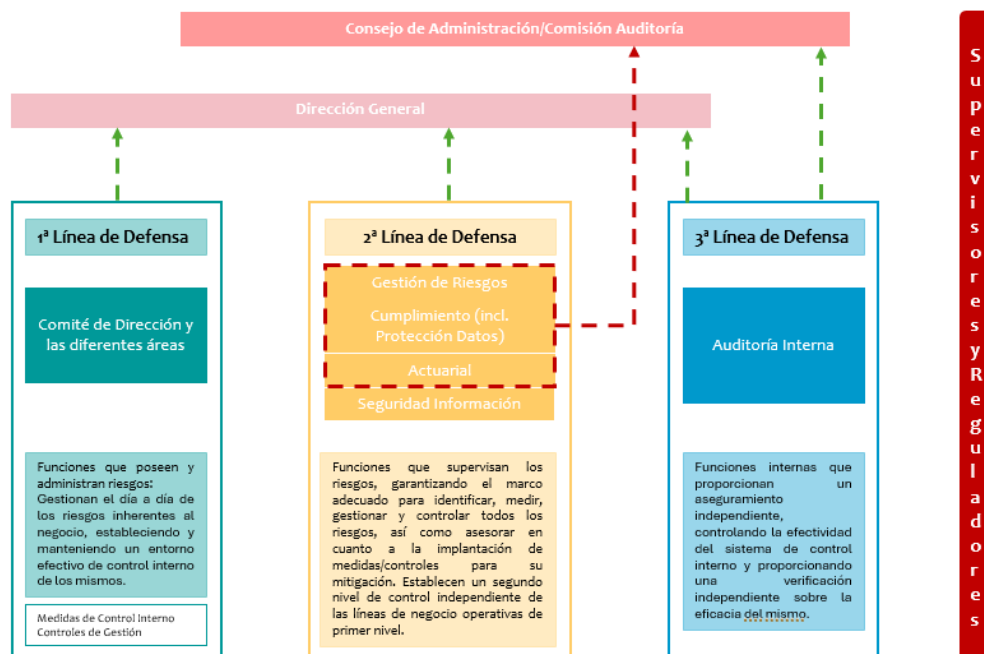 Consejo de Administración/Comisión Auditoría
Dirección General
1ª Línea de Defensa
Comité de Dirección y
las diferentes áreas
Funciones que poseen y
administran riesgos:
Gestionan el día a día de
los riesgos inherentes al
negocio, estableciendo y
manteniendo un entorno
efectivo de control interno
de los mismos.
Medidas de Control Interno
Controles de Gestión
2ª Línea de Defensa
Gestión de Riesgos
Cumplimiento (incl.
Protección Datos)
Actuarial
Seguridad Información
Funciones que supervisan los
riesgos, garantizando el marco
adecuado para identificar, medir,
gestionar y controlar todos los
riesgos, así como asesorar en
cuanto a la implantación de
medidas/controles para su
mitigación. Establecen un segundo
nivel de control independiente de
las líneas de negocio operativas de
primer nivel.
3ª Línea de Defensa
Auditoría Interna
Funciones internas que
proporcionan un
aseguramiento
independiente,
controlando la efectividad
del sistema de control
interno y proporcionando
una verificación
independiente sobre la
eficacia del mismo.
Supervisores y Reguladores